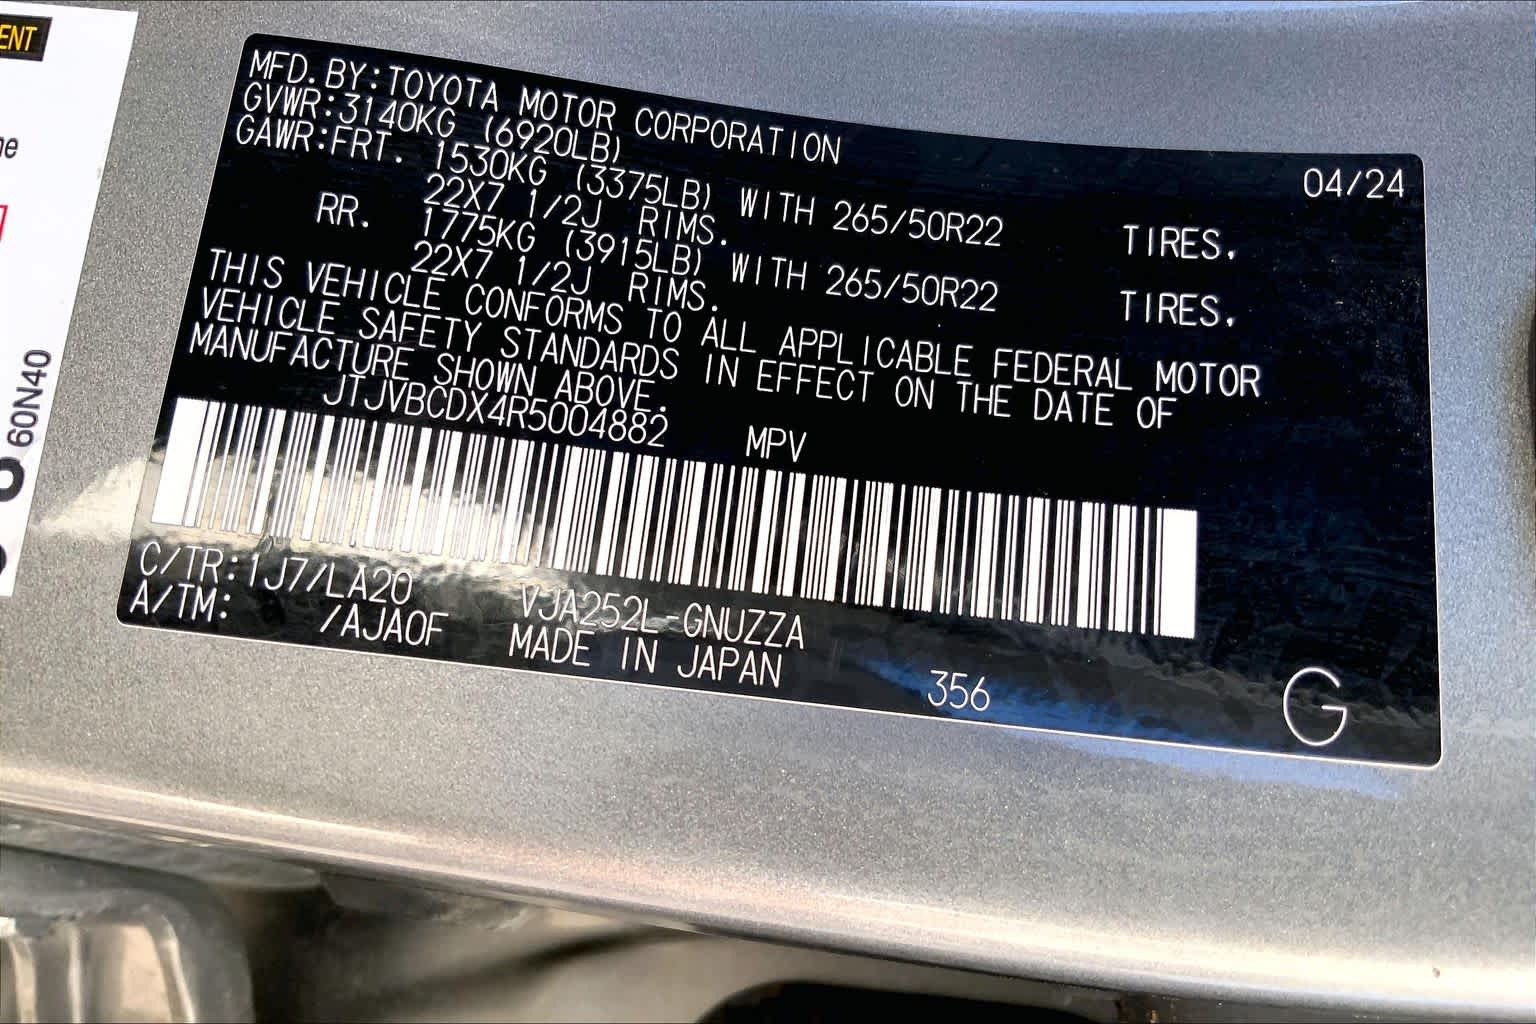 ENT
ne
60N40
MFD.BY:TOYOTA MOTOR CORPORATION 04/24
GVWR:3140KG (6920LB)
GAWR:FRT. 1530KG (3375LB) WITH 265/50R22 TIRES,
22X7 1/2J RIMS.
RR. 1775KG (3915LB) WITH 265/50R22 TIRES,
22X7 1/2J RIMS.
THIS VEHICLE CONFORMS TO ALL APPLICABLE FEDERAL MOTOR
VEHICLE SAFETY STANDARDS IN EFFECT ON THE DATE OF
MANUFACTURE SHOWN ABOVE.
JTJVBCDX4R5004882 MPV
C/TR:1J7/LA20 VJA252L-GNUZZA
A/TM: /AJA0F MADE IN JAPAN 356 G